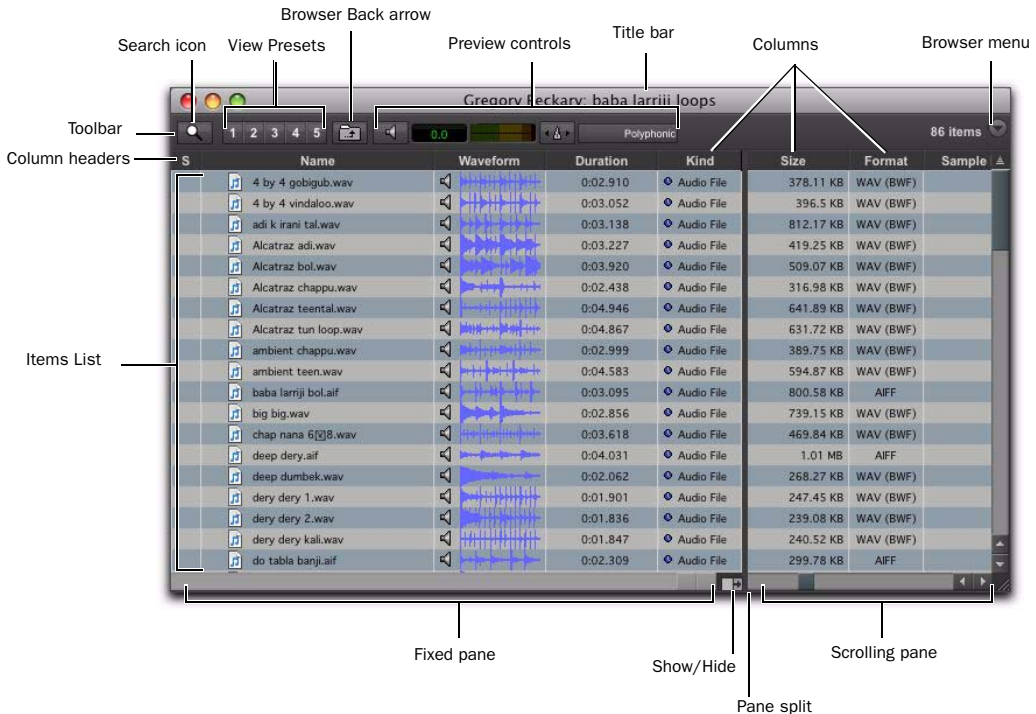 Browser Back arrow
Search icon View Presets Preview controls Title bar Columns Browser menu
Gregory Peckary: baba larriji loops
Toolbar 1 2 3 4 5 0.0 Polyphonic 86 items
Column headers S Name Waveform Duration Kind Size Format Sample
4 by 4 gobigub.wav 0:02.910 Audio File 378.11 KB WAV (BWF)
4 by 4 vindaloo.wav 0:03.052 Audio File 396.5 KB WAV (BWF)
adi k irani tal.wav 0:03.138 Audio File 812.17 KB WAV (BWF)
Alcatraz adi.wav 0:03.227 Audio File 419.25 KB WAV (BWF)
Alcatraz bol.wav 0:03.920 Audio File 509.07 KB WAV (BWF)
Alcatraz chappu.wav 0:02.438 Audio File 316.98 KB WAV (BWF)
Alcatraz teental.wav 0:04.946 Audio File 641.89 KB WAV (BWF)
Alcatraz tun loop.wav 0:04.867 Audio File 631.72 KB WAV (BWF)
ambient chappu.wav 0:02.999 Audio File 389.75 KB WAV (BWF)
Items List
ambient teen.wav 0:04.583 Audio File 594.87 KB WAV (BWF)
baba larriji bol.aif 0:03.095 Audio File 800.58 KB AIFF
big big.wav 0:02.856 Audio File 739.15 KB WAV (BWF)
chap nana 6🅅8.wav 0:03.618 Audio File 469.84 KB WAV (BWF)
deep dery.aif 0:04.031 Audio File 1.01 MB AIFF
deep dumbek.wav 0:02.062 Audio File 268.27 KB WAV (BWF)
dery dery 1.wav 0:01.901 Audio File 247.45 KB WAV (BWF)
dery dery 2.wav 0:01.836 Audio File 239.08 KB WAV (BWF)
dery dery kali.wav 0:01.847 Audio File 240.52 KB WAV (BWF)
do tabla banji.aif 0:02.309 Audio File 299.78 KB AIFF
Fixed pane Scrolling pane
Show/Hide
Pane split